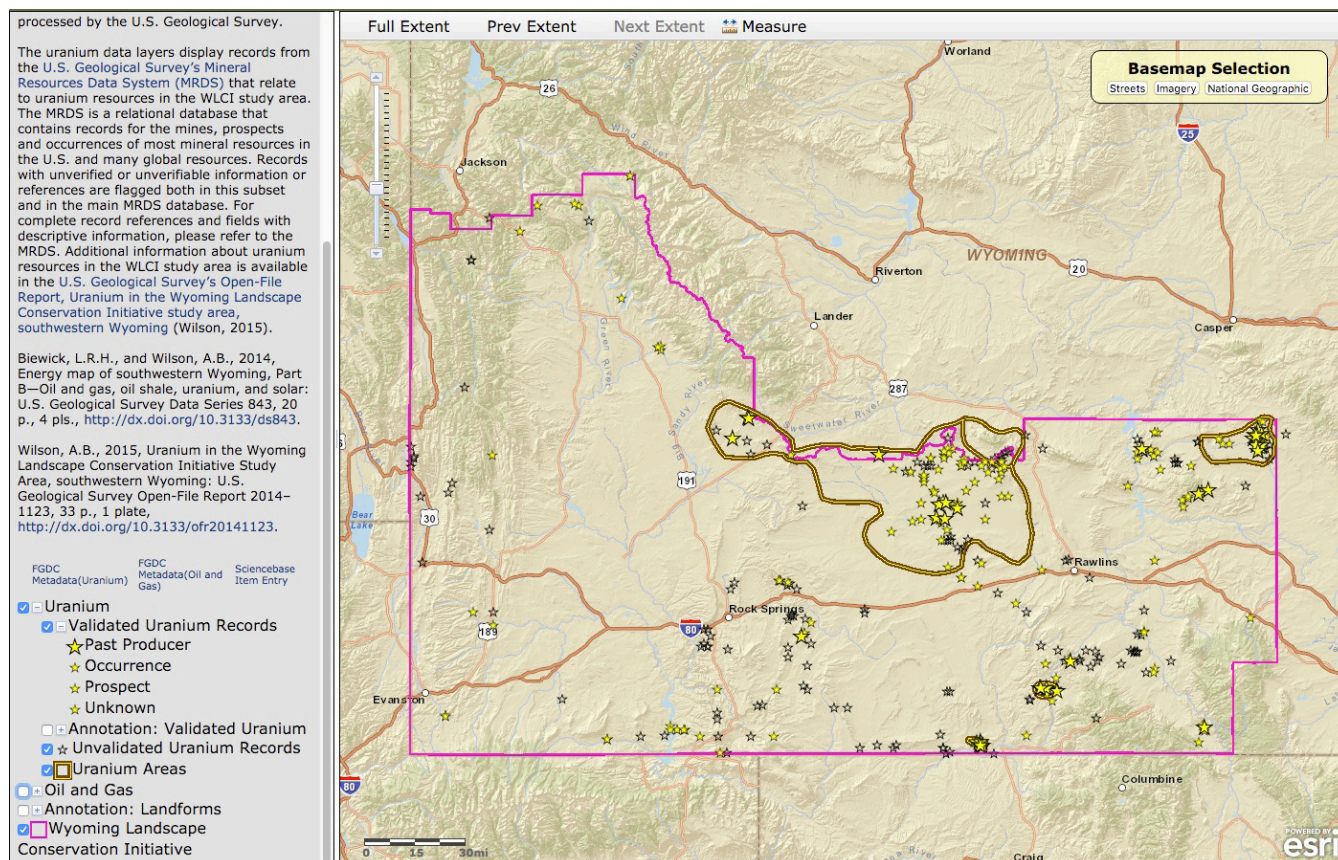 processed by the U.S. Geological Survey.
The uranium data layers display records from
the U.S. Geological Survey's Mineral
Resources Data System (MRDS) that relate
to uranium resources in the WLCI study area.
The MRDS is a relational database that
contains records for the mines, prospects
and occurrences of most mineral resources in
the U.S. and many global resources. Records
with unverified or unverifiable information or
references are flagged both in this subset
and in the main MRDS database. For
complete record references and fields with
descriptive information, please refer to the
MRDS. Additional information about uranium
resources in the WLCI study area is available
in the U.S. Geological Survey's Open-File
Report, Uranium in the Wyoming Landscape
Conservation Initiative study area,
southwestern Wyoming (Wilson, 2015).
Biewick, L.R.H., and Wilson, A.B., 2014,
Energy map of southwestern Wyoming, Part
B—Oil and gas, oil shale, uranium, and solar:
U.S. Geological Survey Data Series 843, 20
p., 4 pls., http://dx.doi.org/10.3133/ds843.
Wilson, A.B., 2015, Uranium in the Wyoming
Landscape Conservation Initiative Study
Area, southwestern Wyoming: U.S.
Geological Survey Open-File Report 2014–
1123, 33 p., 1 plate,
http://dx.doi.org/10.3133/ofr20141123.
FGDC
Metadata(Uranium)
FGDC
Metadata(Oil and
Gas)
Sciencebase
Item Entry
Uranium
Validated Uranium Records
Past Producer
Occurrence
Prospect
Unknown
Annotation: Validated Uranium
Unvalidated Uranium Records
Uranium Areas
Oil and Gas
Annotation: Landforms
Wyoming Landscape
Conservation Initiative
Full Extent Prev Extent Next Extent Measure
Basemap Selection
Streets Imagery National Geographic
Worland
26
Wind River
25
Jackson
WYOMING
20
Riverton
Lander
Casper
Green River
287
Big Sandy River
Sweetwater River
191
30
Bear
Lake
Rawlins
Rock Springs
80
189
Evanston
80
Columbine
Craig
0 15 30mi
POWERED BY
esri